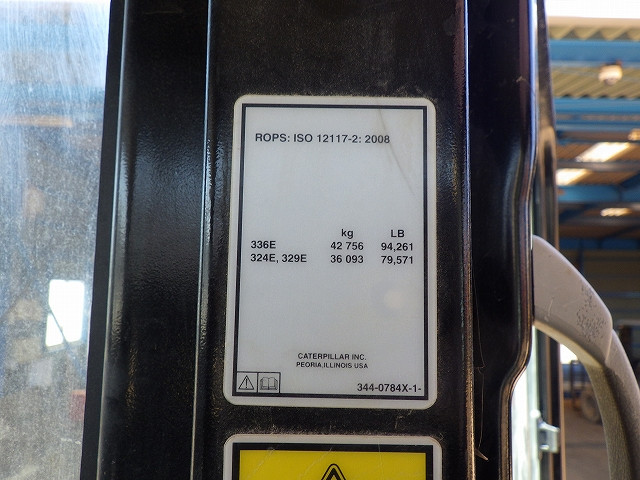 ROPS: ISO 12117-2: 2008
kg LB
336E 42 756 94,261
324E, 329E 36 093 79,571
CATERPILLAR INC.
PEORIA.ILLINOIS USA
344-0784X-1-